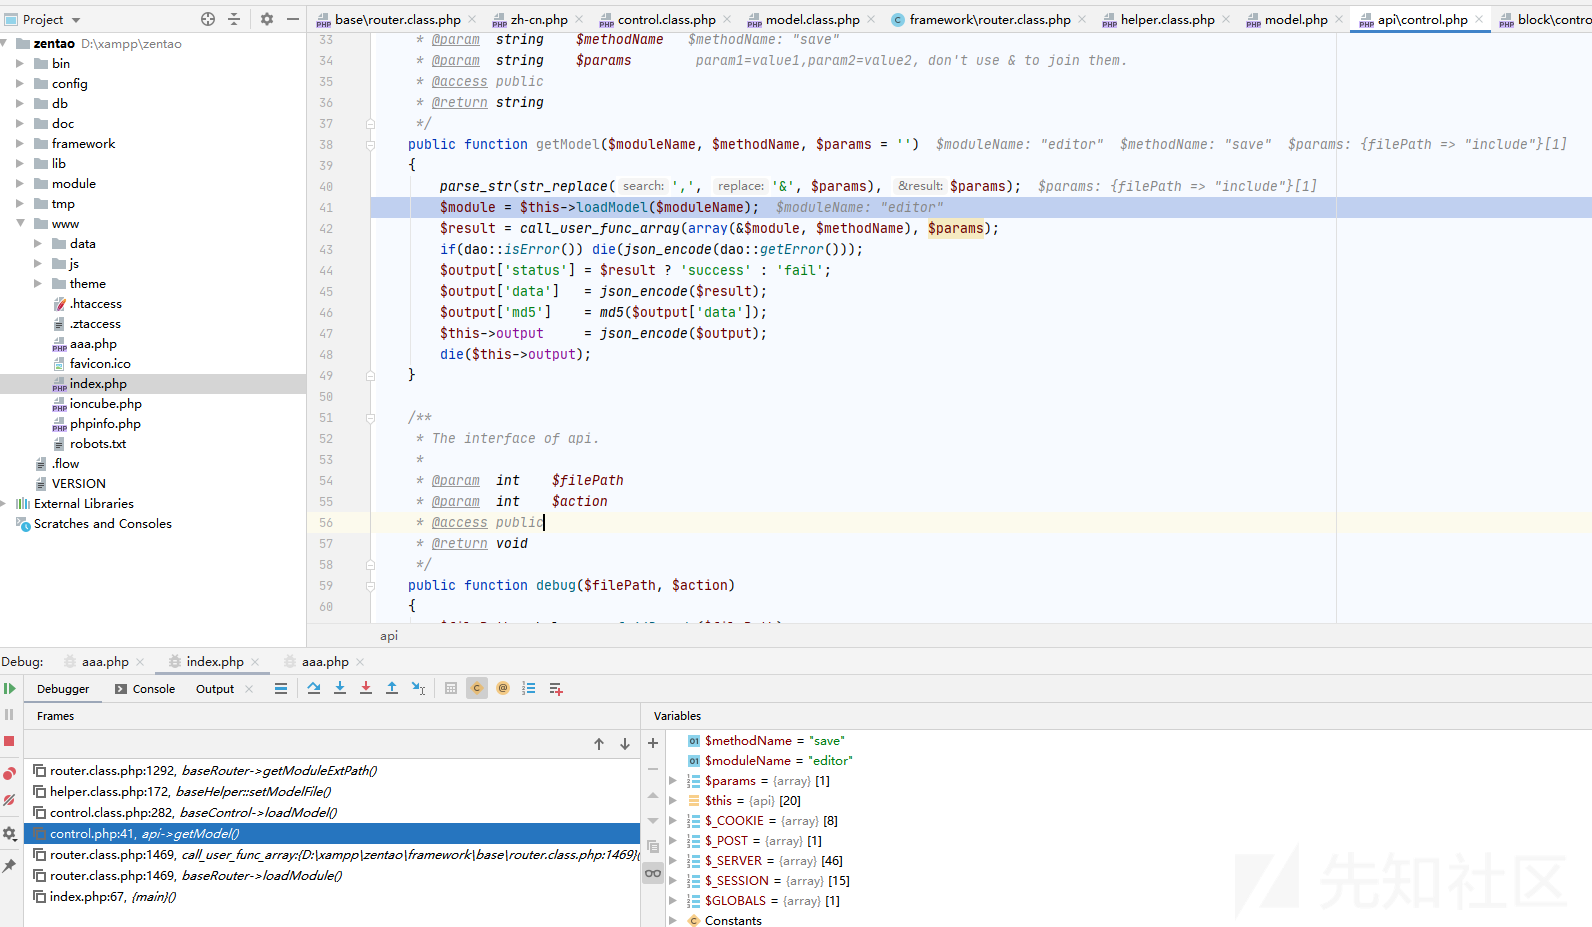 Project
base\router.class.php
zh-cn.php
control.class.php
model.class.php
framework\router.class.php
helper.class.php
model.php
api\control.php
block\contro
zentao D:\xampp\zentao
bin
config
db
doc
framework
lib
module
tmp
www
data
js
theme
.htaccess
.ztaccess
aaa.php
favicon.ico
index.php
ioncube.php
phpinfo.php
robots.txt
.flow
VERSION
External Libraries
Scratches and Consoles
33 * @param string $methodName $methodName: "save"
34 * @param string $params param1=value1,param2=value2, don't use & to join them.
35 * @access public
36 * @return string
37 */
38 public function getModel($moduleName, $methodName, $params = '') $moduleName: "editor" $methodName: "save" $params: {filePath => "include"}[1]
39 {
40 parse_str(str_replace( search: ',', replace: '&', $params), &result: $params); $params: {filePath => "include"}[1]
41 $module = $this->loadModel($moduleName); $moduleName: "editor"
42 $result = call_user_func_array(array(&$module, $methodName), $params);
43 if(dao::isError()) die(json_encode(dao::getError()));
44 $output['status'] = $result ? 'success' : 'fail';
45 $output['data'] = json_encode($result);
46 $output['md5'] = md5($output['data']);
47 $this->output = json_encode($output);
48 die($this->output);
49 }
50
51 /**
52 * The interface of api.
53 *
54 * @param int $filePath
55 * @param int $action
56 * @access public
57 * @return void
58 */
59 public function debug($filePath, $action)
60 {
api
Debug: aaa.php index.php aaa.php
Debugger Console Output
Frames
router.class.php:1292, baseRouter->getModuleExtPath()
helper.class.php:172, baseHelper::setModelFile()
control.class.php:282, baseControl->loadModel()
control.php:41, api->getModel()
router.class.php:1469, call_user_func_array:{D:\xampp\zentao\framework\base\router.class.php:1469}(
router.class.php:1469, baseRouter->loadModule()
index.php:67, {main}()
Variables
$methodName = "save"
$moduleName = "editor"
$params = {array} [1]
$this = {api} [20]
$_COOKIE = {array} [8]
$_POST = {array} [1]
$_SERVER = {array} [46]
$_SESSION = {array} [15]
$GLOBALS = {array} [1]
Constants
先知社区